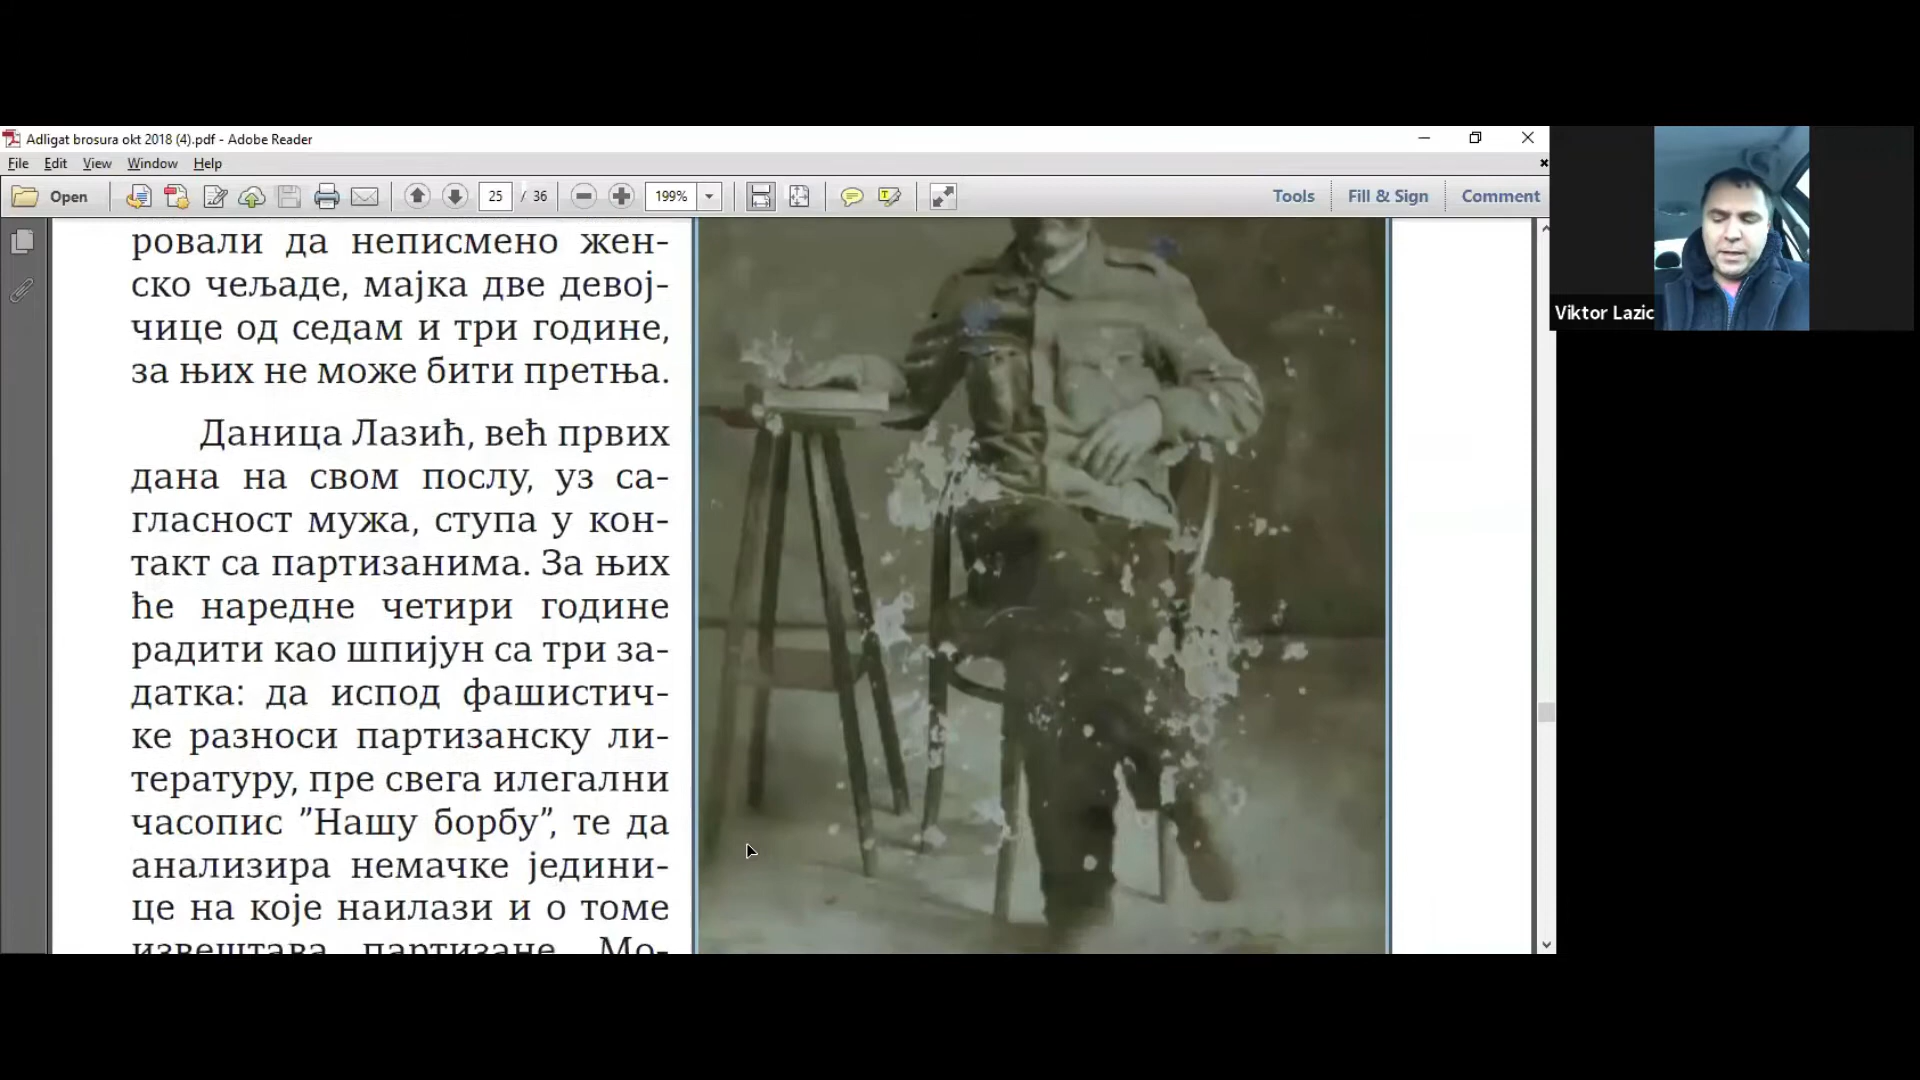 Adligat brosura okt 2018 (4).pdf - Adobe Reader
File Edit View Window Help
Open 25 / 36 199% Tools Fill & Sign Comment
ровали да неписмено жен-
ско чељаде, мајка две девој-
чице од седам и три године,
за њих не може бити претња.
Даница Лазић, већ првих
дана на свом послу, уз са-
гласност мужа, ступа у кон-
такт са партизанима. За њих
ће наредне четири године
радити као шпијун са три за-
датка: да испод фашистич-
ке разноси партизанску ли-
тературу, пре свега илегални
часопис ”Нашу борбу”, те да
анализира немачке једини-
це на које наилази и о томе
извештава партизане. Мо-
Viktor Lazic